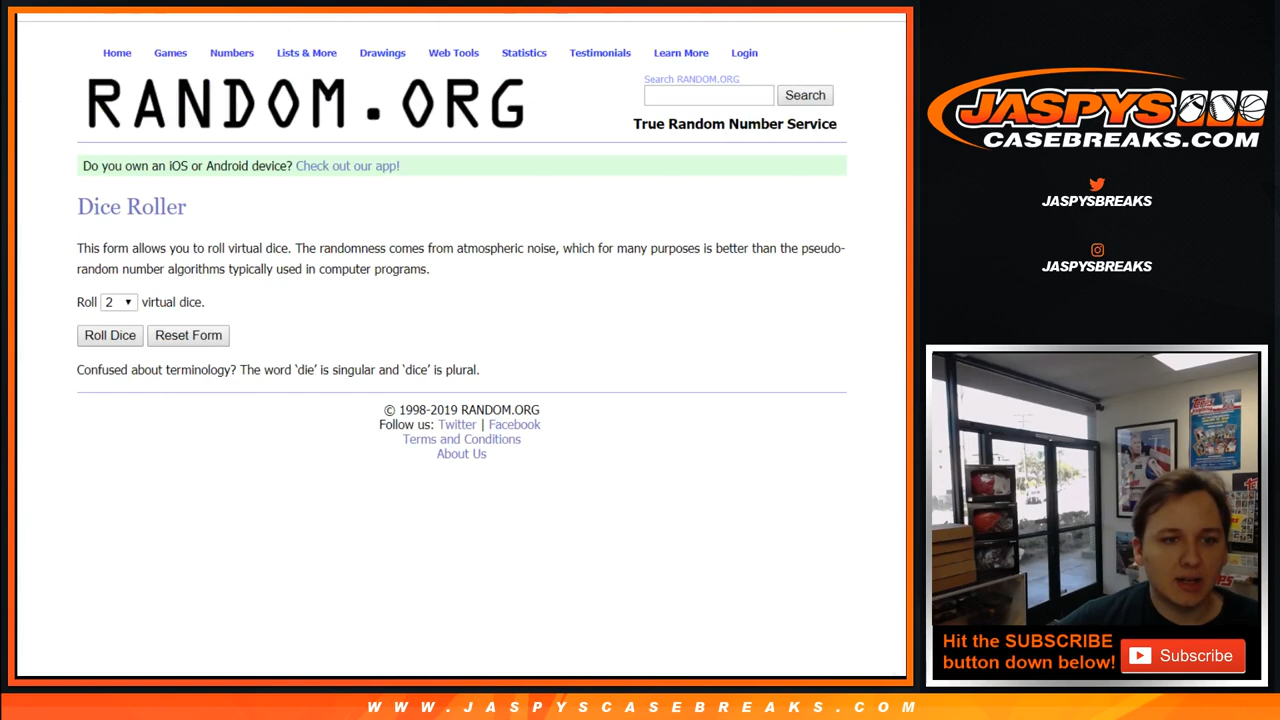 Home Games Numbers Lists & More Drawings Web Tools Statistics Testimonials Learn More Login
RANDOM.ORG
Search RANDOM.ORG
Search
True Random Number Service
Do you own an iOS or Android device? Check out our app!
Dice Roller
This form allows you to roll virtual dice. The randomness comes from atmospheric noise, which for many purposes is better than the pseudo-
random number algorithms typically used in computer programs.
Roll 2 virtual dice.
Roll Dice Reset Form
Confused about terminology? The word ‘die’ is singular and ‘dice’ is plural.
© 1998-2019 RANDOM.ORG
Follow us: Twitter | Facebook
Terms and Conditions
About Us
JASPYS
CASEBREAKS.COM
JASPYSBREAKS
JASPYSBREAKS
Hit the SUBSCRIBE
button down below!
Subscribe
WWW.JASPYSCASEBREAKS.COM